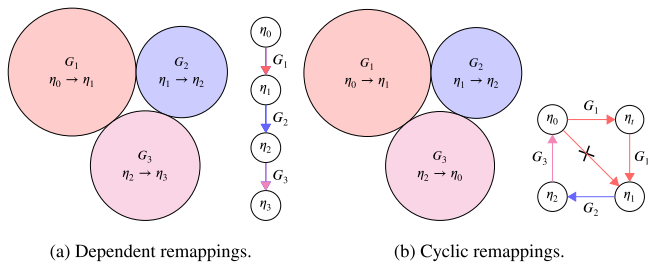 G₁
η₀ → η₁
G₂
η₁ → η₂
G₃
η₂ → η₃
η₀
G₁
η₁
G₂
η₂
G₃
η₃
(a) Dependent remappings.
G₁
η₀ → η₁
G₂
η₁ → η₂
G₃
η₂ → η₀
η₀
G₁
ηₜ
G₃
G₁
η₂
G₂
η₁
(b) Cyclic remappings.